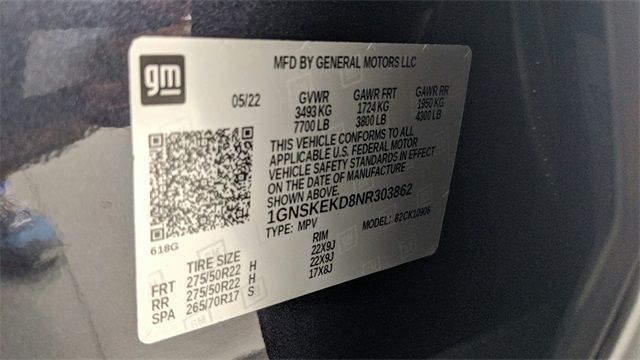 gm
MFD BY GENERAL MOTORS LLC
05/22
GVWR GAWR FRT GAWR RR
3493 KG 1724 KG 1950 KG
7700 LB 3800 LB 4300 LB
THIS VEHICLE CONFORMS TO ALL
APPLICABLE U.S. FEDERAL MOTOR
VEHICLE SAFETY STANDARDS IN EFFECT
ON THE DATE OF MANUFACTURE
SHOWN ABOVE.
1GNSKEKD8NR303862
TYPE: MPV MODEL: 82CK10906
618G
TIRE SIZE RIM
FRT 275/50R22 H 22X9J
RR 275/50R22 H 22X9J
SPA 265/70R17 S 17X8J